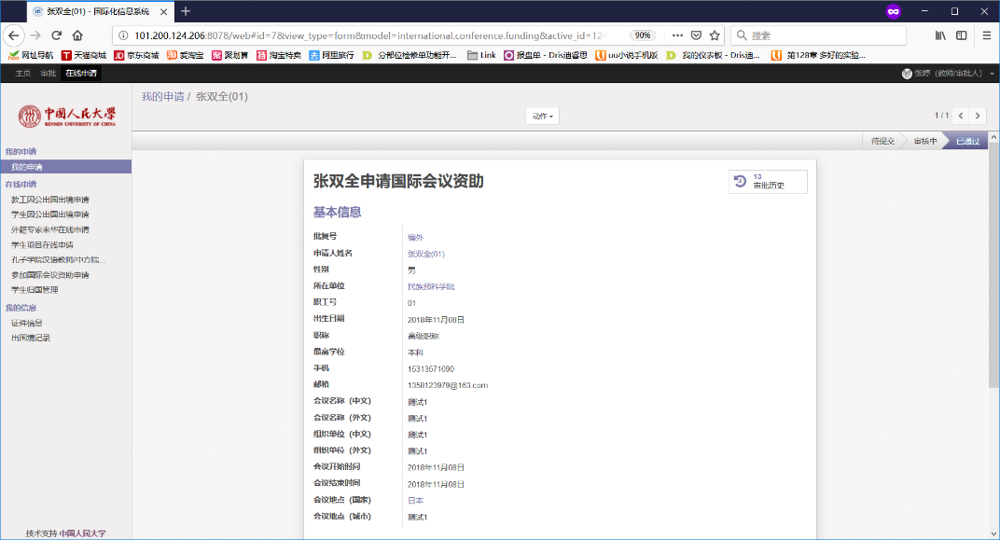 张双全(01) - 国际化信息系统
101.200.124.206:8078/web#id=7&view_type=form&model=international.conference.funding&active_id=124
90%
搜索
网址导航 天猫商城 京东商城 爱淘宝 聚划算 淘宝特卖 阿里旅行 分部位检修单功能开... Link 报盘单 - Dris迪睿思 uu小说手机版 我的仪表板 - Dris迪... 第128章 多好的实验...
主页 审批 在线申请
张婷（教师/审批人）
中国人民大学
RENMIN UNIVERSITY OF CHINA
我的申请 / 张双全(01)
动作
1 / 1
待提交 审核中 已通过
我的申请
我的申请
在线申请
教工因公出国出境申请
学生因公出国出境申请
外籍专家来华在线申请
学生项目在线申请
孔子学院汉语教师/中方院...
参加国际会议资助申请
学生归国管理
我的信息
证件信息
出国境记录
技术支持 中国人民大学
张双全申请国际会议资助
13
审批历史
基本信息
批复号 编外
申请人姓名 张双全(01)
性别 男
所在单位 民族预科学院
职工号 01
出生日期 2018年11月08日
职称 高级职称
最高学位 本科
手机 15313571690
邮箱 1358123979@163.com
会议名称（中文） 测试1
会议名称（外文） 测试1
组织单位（中文） 测试1
组织单位（外文） 测试1
会议开始时间 2018年11月08日
会议结束时间 2018年11月08日
会议地点（国家） 日本
会议地点（城市） 测试1